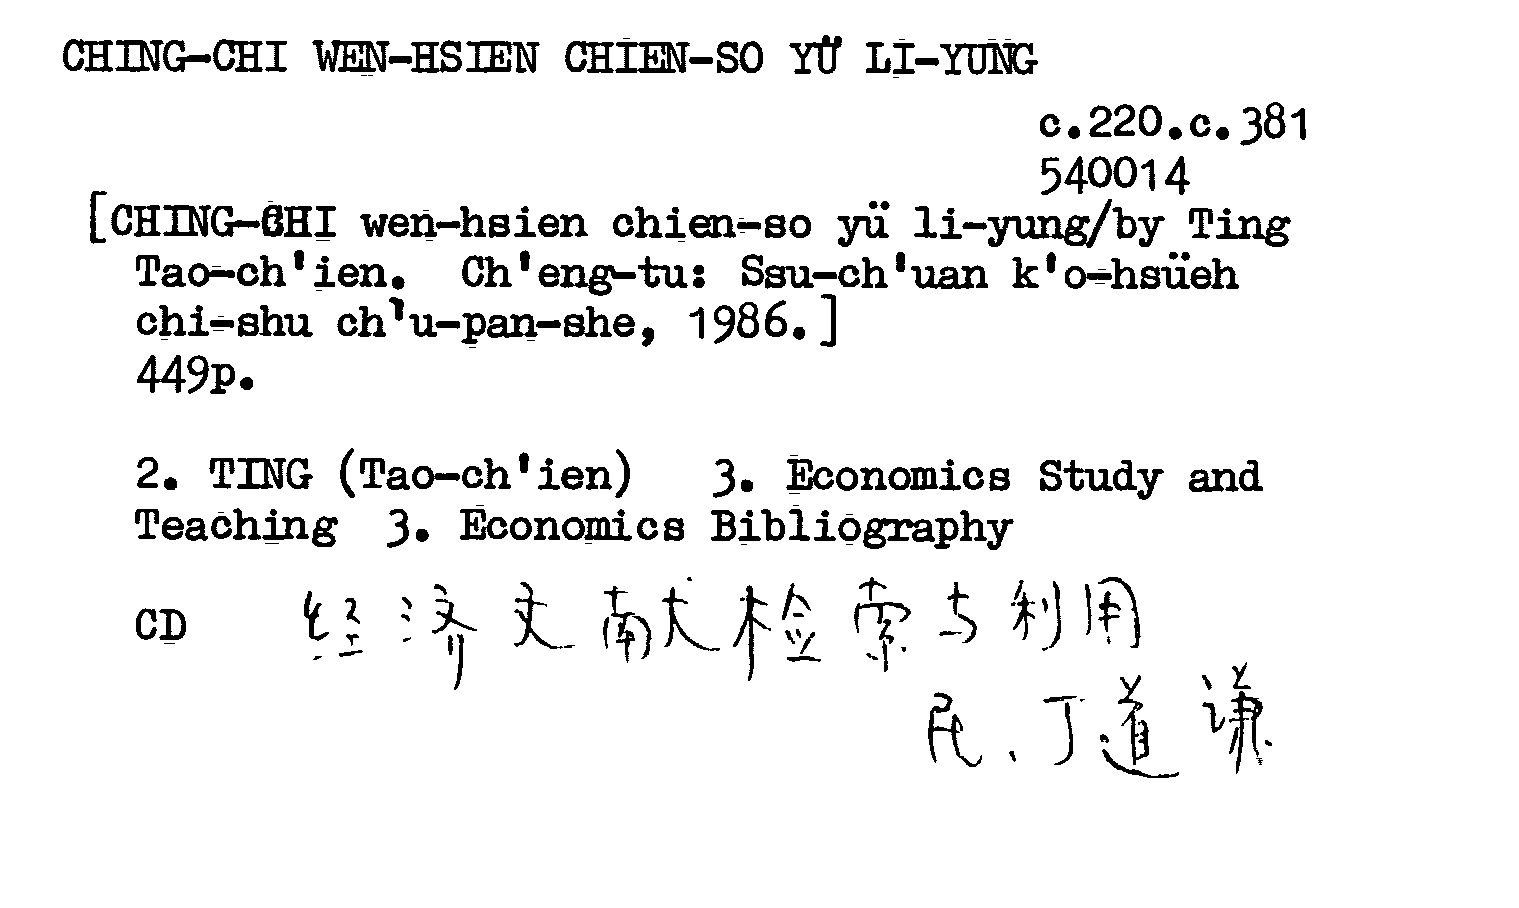 CHING-CHI WEN-HSIEN CHIEN-SO YÜ LI-YUNG
c.220.c.381
540014
[CHING-CHI wen-hsien chien-so yü li-yung/by Ting
Tao-ch'ien. Ch'eng-tu: Ssu-ch'uan k'o-hsüeh
chi-shu ch'u-pan-she, 1986.]
449p.
2. TING (Tao-ch'ien) 3. Economics Study and
Teaching 3. Economics Bibliography
CD 经济文献检索与利用
民、丁道谦